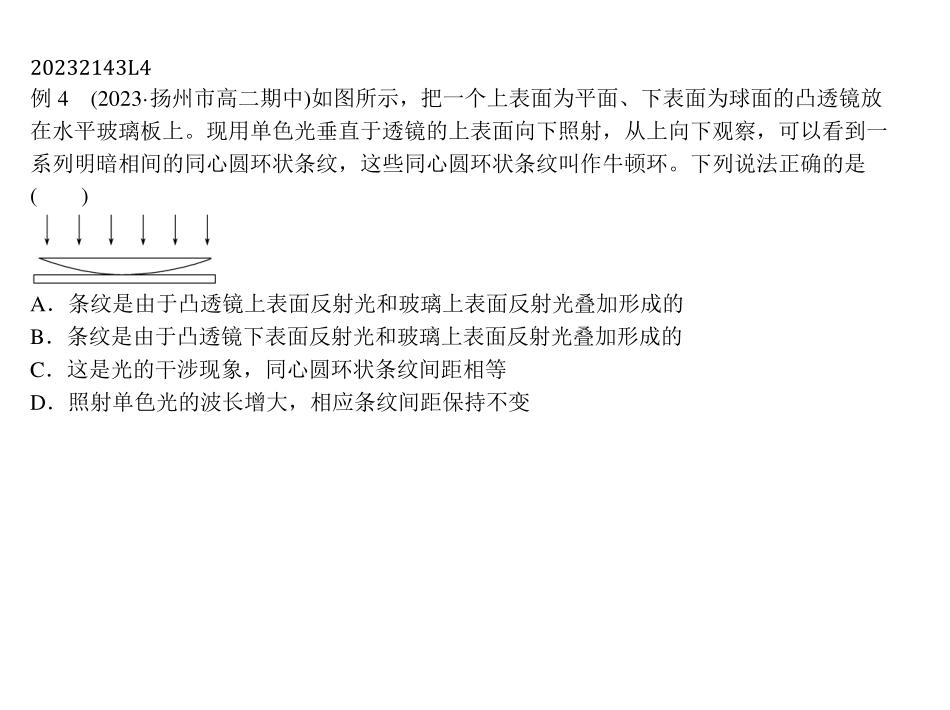 20232143L4
例 4　(2023·扬州市高二期中)如图所示，把一个上表面为平面、下表面为球面的凸透镜放
在水平玻璃板上。现用单色光垂直于透镜的上表面向下照射，从上向下观察，可以看到一
系列明暗相间的同心圆环状条纹，这些同心圆环状条纹叫作牛顿环。下列说法正确的是
(　　)
A．条纹是由于凸透镜上表面反射光和玻璃上表面反射光叠加形成的
B．条纹是由于凸透镜下表面反射光和玻璃上表面反射光叠加形成的
C．这是光的干涉现象，同心圆环状条纹间距相等
D．照射单色光的波长增大，相应条纹间距保持不变